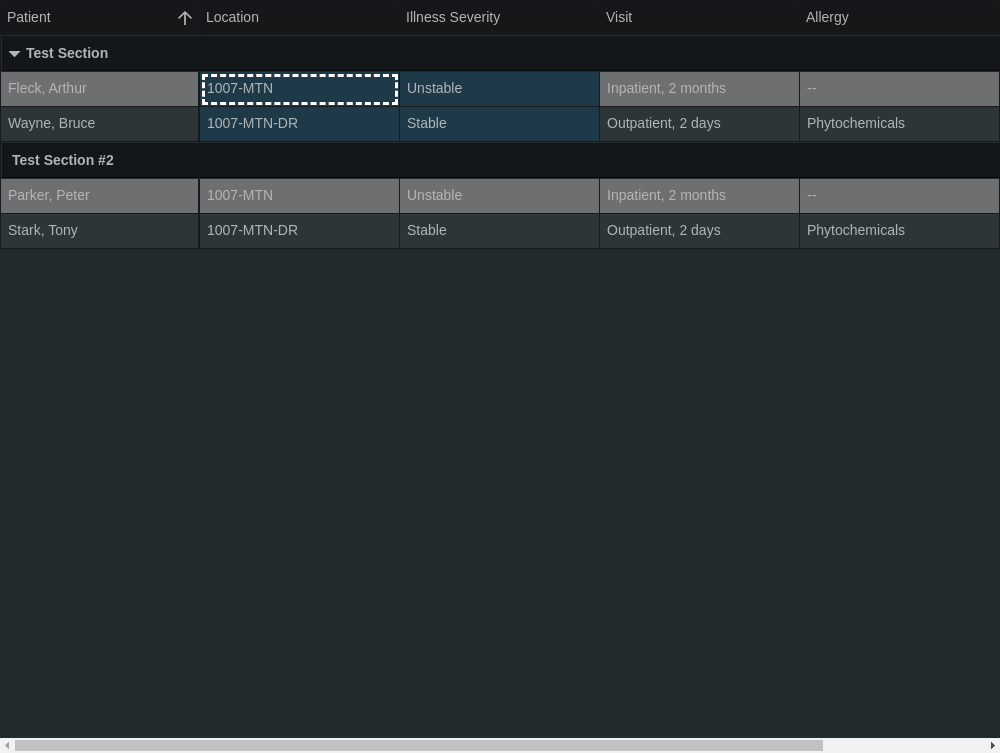 Patient Location Illness Severity Visit Allergy
Test Section
Fleck, Arthur 1007-MTN Unstable Inpatient, 2 months --
Wayne, Bruce 1007-MTN-DR Stable Outpatient, 2 days Phytochemicals
Test Section #2
Parker, Peter 1007-MTN Unstable Inpatient, 2 months --
Stark, Tony 1007-MTN-DR Stable Outpatient, 2 days Phytochemicals